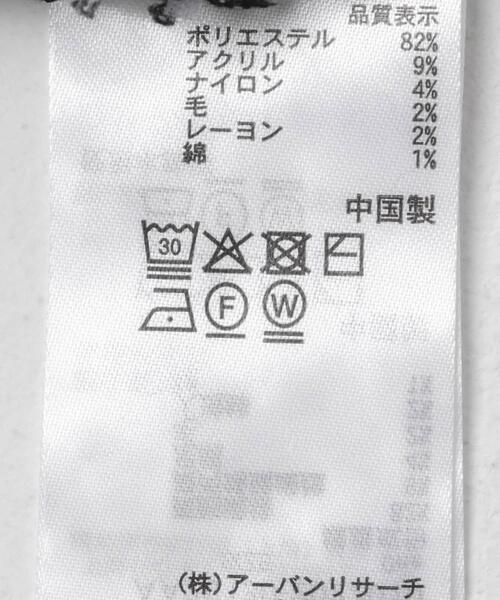 品質表示
ポリエステル 82%
アクリル 9%
ナイロン 4%
毛 2%
レーヨン 2%
綿 1%
中国製
30
F W
(株)アーバンリサーチ